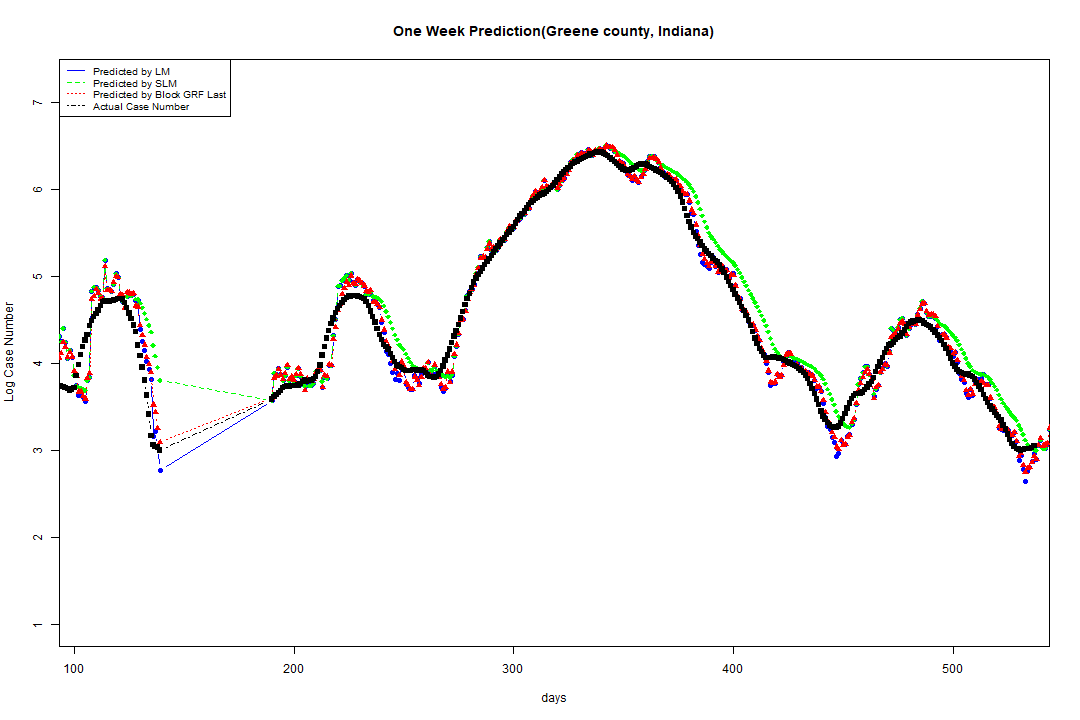 One Week Prediction(Greene county, Indiana)
Predicted by LM
Predicted by SLM
Predicted by Block GRF Last
Actual Case Number
7
6
5
4
3
2
1
Log Case Number
100 200 300 400 500
days